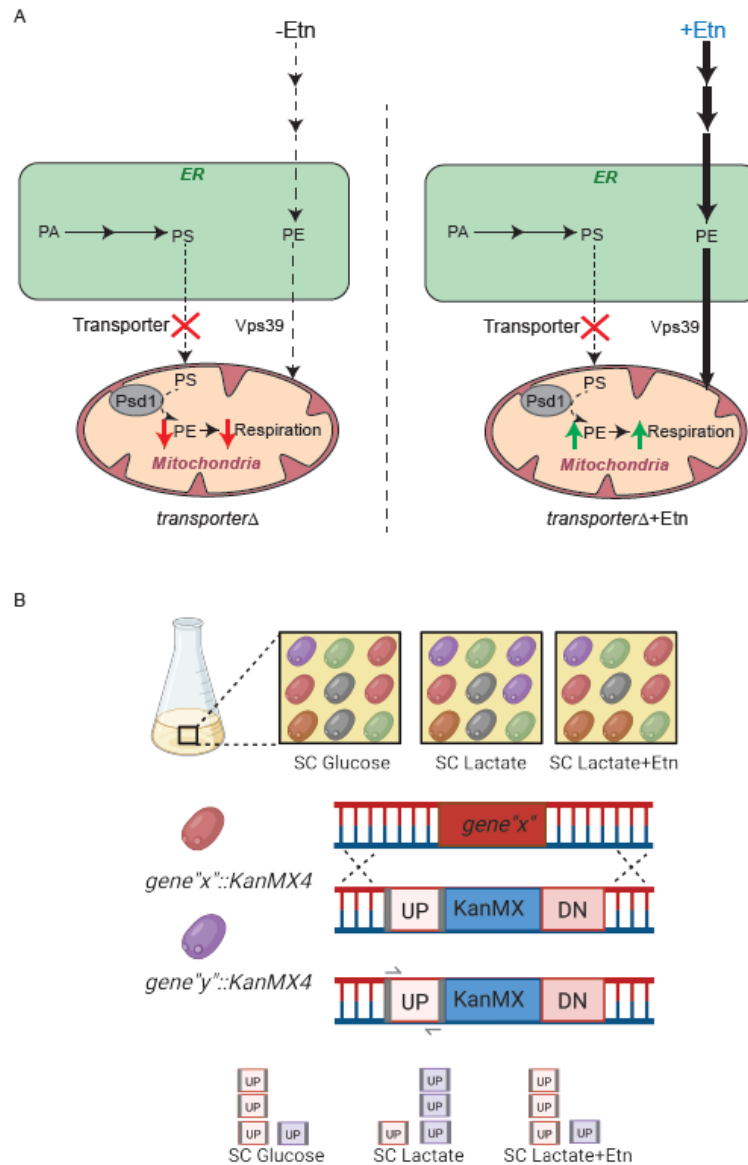 A
-Etn
+Etn
ER
ER
PA
PS
PE
PA
PS
PE
Transporter
Vps39
Transporter
Vps39
PS
PS
Psd1
Psd1
PE
Respiration
PE
Respiration
Mitochondria
Mitochondria
transporterΔ
transporterΔ+Etn
B
SC Glucose
SC Lactate
SC Lactate+Etn
gene"x"
gene"x"::KanMX4
UP
KanMX
DN
gene"y"::KanMX4
UP
KanMX
DN
UP
UP
UP
UP
UP
UP
UP
UP
UP
UP
UP
UP
SC Glucose
SC Lactate
SC Lactate+Etn